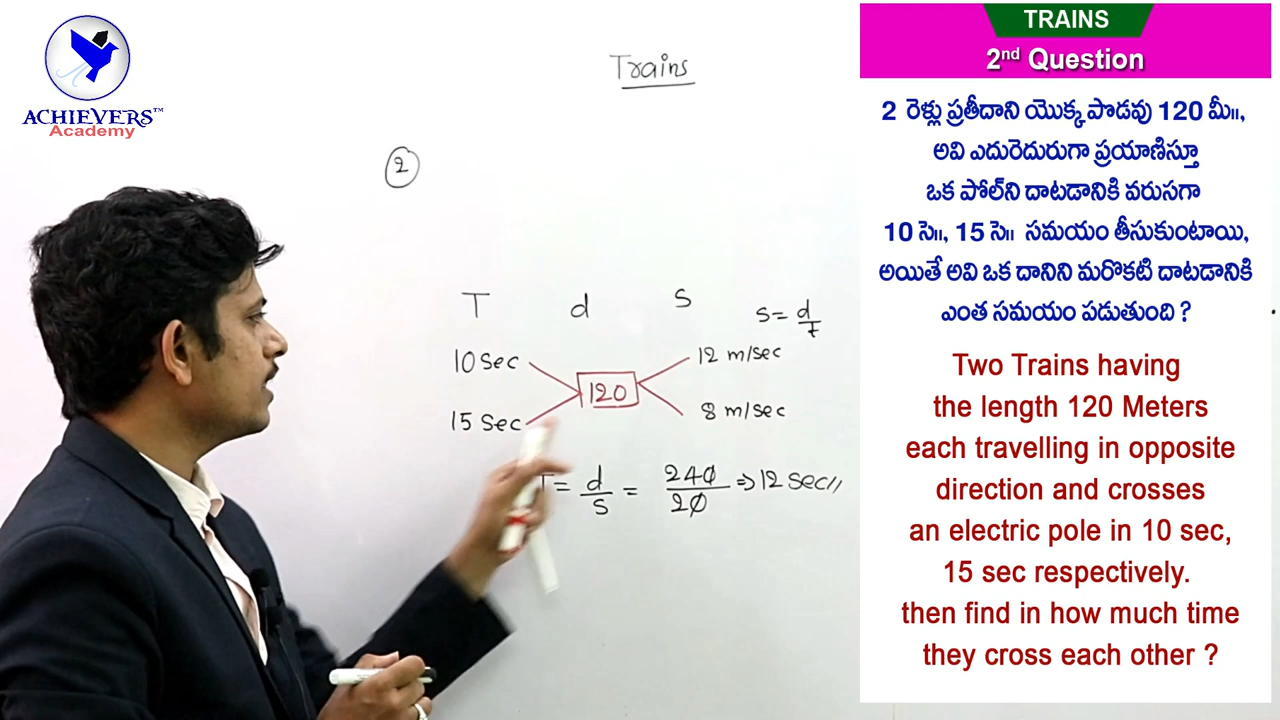 ACHIEVERS™
Academy
Trains
2
T d S S = d/t
10 Sec 12 m/sec
120
15 Sec 8 m/sec
T = d/s = 240/20 ⇒ 12 Sec//
TRAINS
2nd Question
2 రైళ్లు ప్రతీదాని యొక్క పొడవు 120 మీ॥,
అవి ఎదురెదురుగా ప్రయాణిస్తూ
ఒక పోల్‌ని దాటడానికి వరుసగా
10 సె॥, 15 సె॥ సమయం తీసుకుంటాయి,
అయితే అవి ఒక దానిని మరొకటి దాటడానికి
ఎంత సమయం పడుతుంది ?
Two Trains having
the length 120 Meters
each travelling in opposite
direction and crosses
an electric pole in 10 sec,
15 sec respectively.
then find in how much time
they cross each other ?